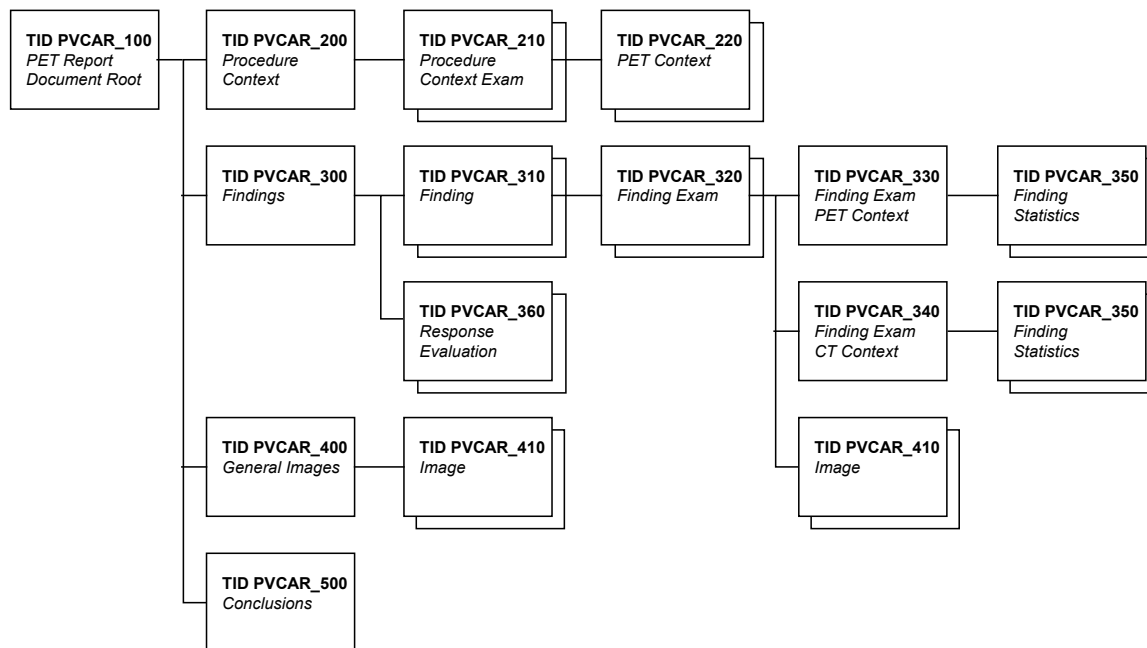 TID PVCAR_100
PET Report
Document Root
TID PVCAR_200
Procedure
Context
TID PVCAR_210
Procedure
Context Exam
TID PVCAR_220
PET Context
TID PVCAR_300
Findings
TID PVCAR_310
Finding
TID PVCAR_320
Finding Exam
TID PVCAR_330
Finding Exam
PET Context
TID PVCAR_350
Finding
Statistics
TID PVCAR_360
Response
Evaluation
TID PVCAR_340
Finding Exam
CT Context
TID PVCAR_350
Finding
Statistics
TID PVCAR_400
General Images
TID PVCAR_410
Image
TID PVCAR_410
Image
TID PVCAR_500
Conclusions